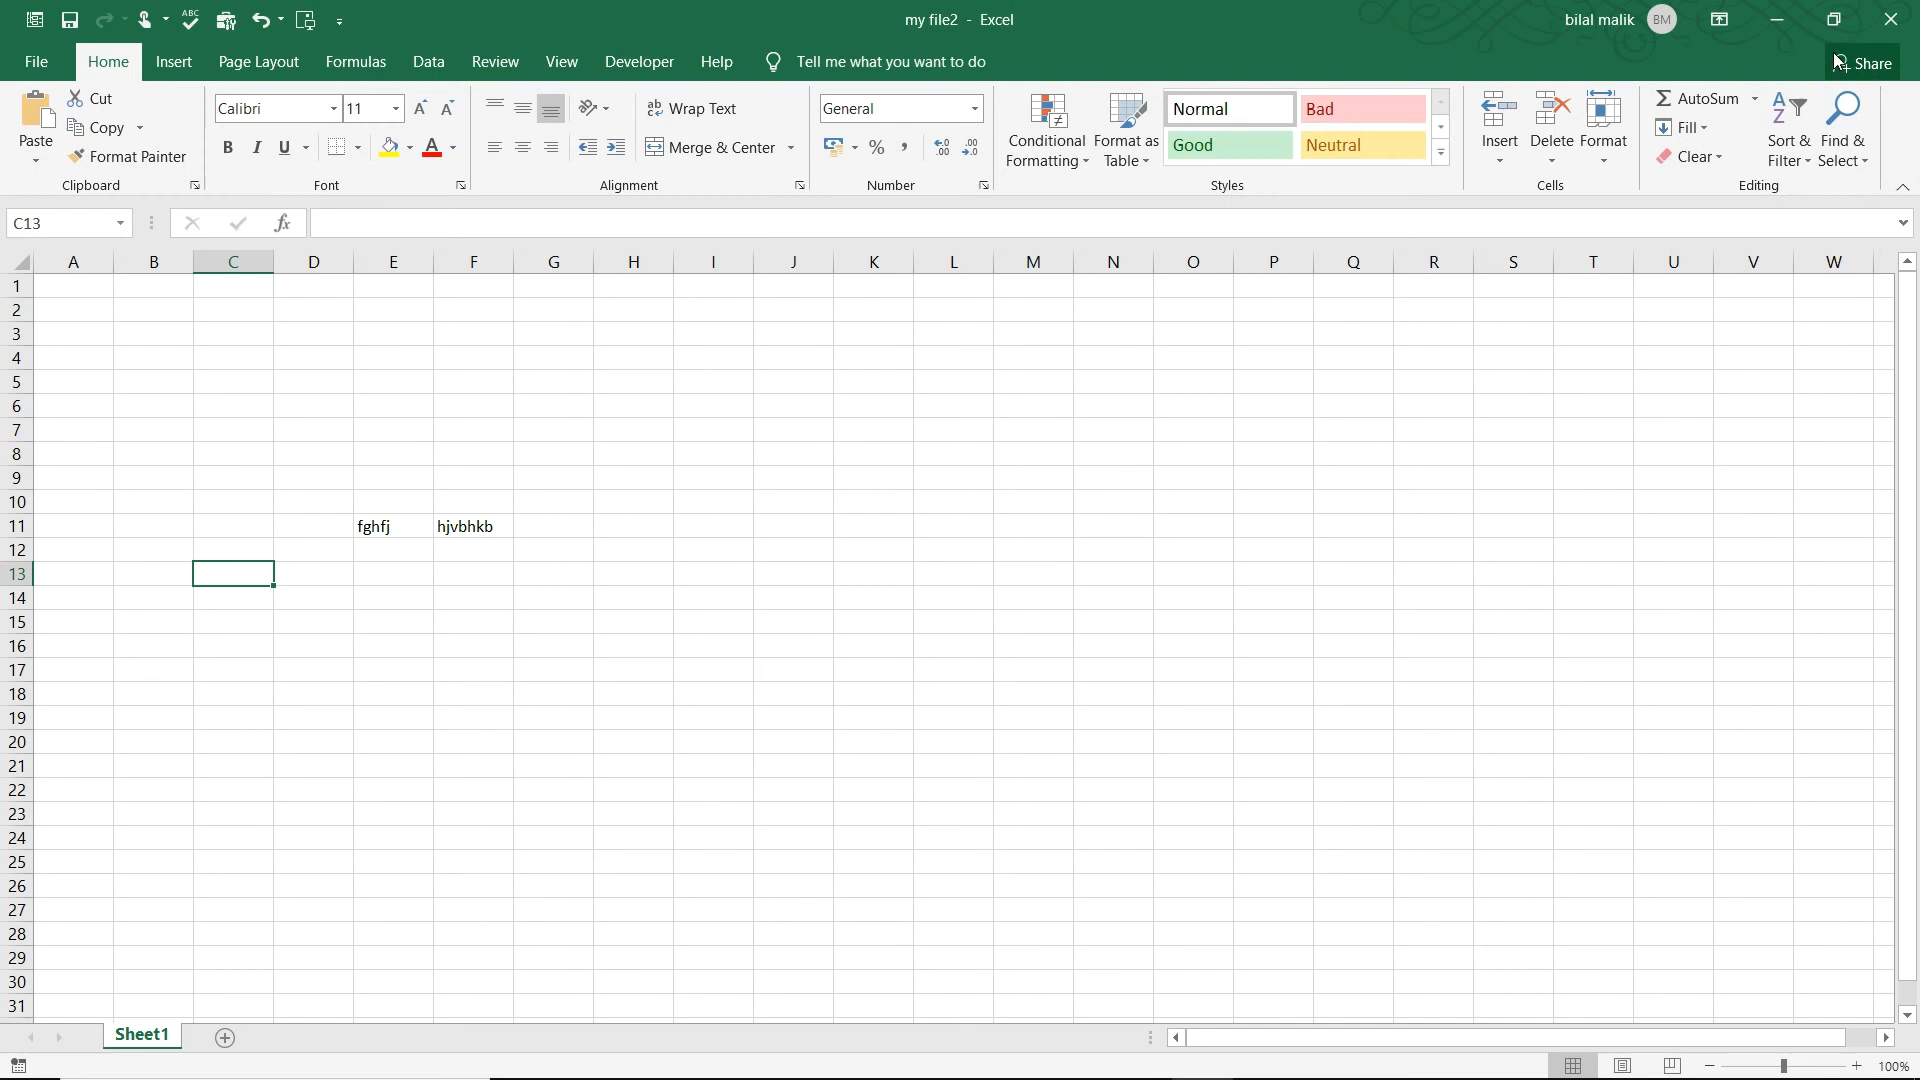 ABC
my file2 - Excel
bilal malik BM
File Home Insert Page Layout Formulas Data Review View Developer Help Tell me what you want to do Share
Paste
Cut
Copy
Format Painter
Clipboard
Calibri 11 A A
B I U A
Font
ab Wrap Text
Merge & Center
Alignment
General
% ,
Number
Conditional Formatting
Format as Table
Normal Bad
Good Neutral
Styles
Insert Delete Format
Cells
AutoSum
Fill
Clear
Sort & Filter
Find & Select
Editing
C13 fx
A B C D E F G H I J K L M N O P Q R S T U V W
1
2
3
4
5
6
7
8
9
10
11 fghfj hjvbhkb
12
13
14
15
16
17
18
19
20
21
22
23
24
25
26
27
28
29
30
31
Sheet1
100%